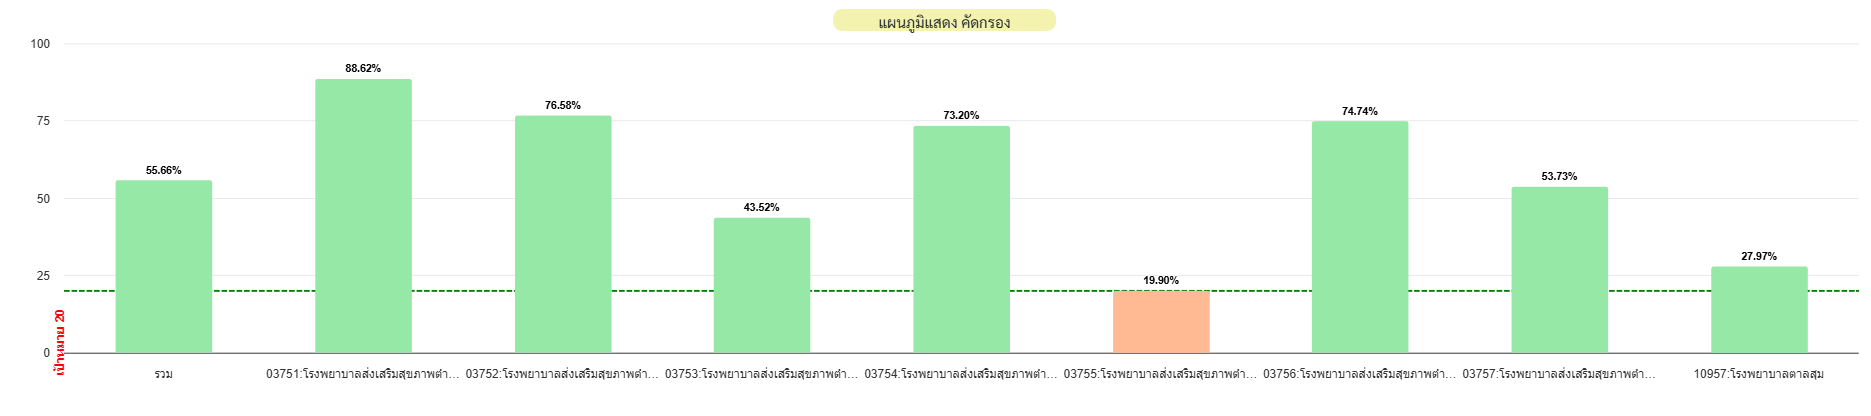 แผนภูมิแสดง คัดกรอง
100
75
50
25
0
เป้าหมาย 20
55.66%
88.62%
76.58%
43.52%
73.20%
19.90%
74.74%
53.73%
27.97%
รวม
03751:โรงพยาบาลส่งเสริมสุขภาพตำ...
03752:โรงพยาบาลส่งเสริมสุขภาพตำ...
03753:โรงพยาบาลส่งเสริมสุขภาพตำ...
03754:โรงพยาบาลส่งเสริมสุขภาพตำ...
03755:โรงพยาบาลส่งเสริมสุขภาพตำ...
03756:โรงพยาบาลส่งเสริมสุขภาพตำ...
03757:โรงพยาบาลส่งเสริมสุขภาพตำ...
10957:โรงพยาบาลตาลสุม